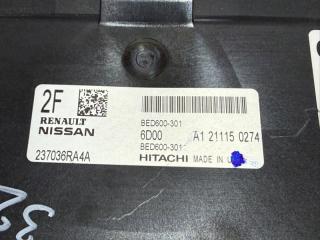 2F
RENAULT
NISSAN
237036RA4A
BED600-301
6D00 A1 21115 0274
BED600-301
HITACHI MADE IN